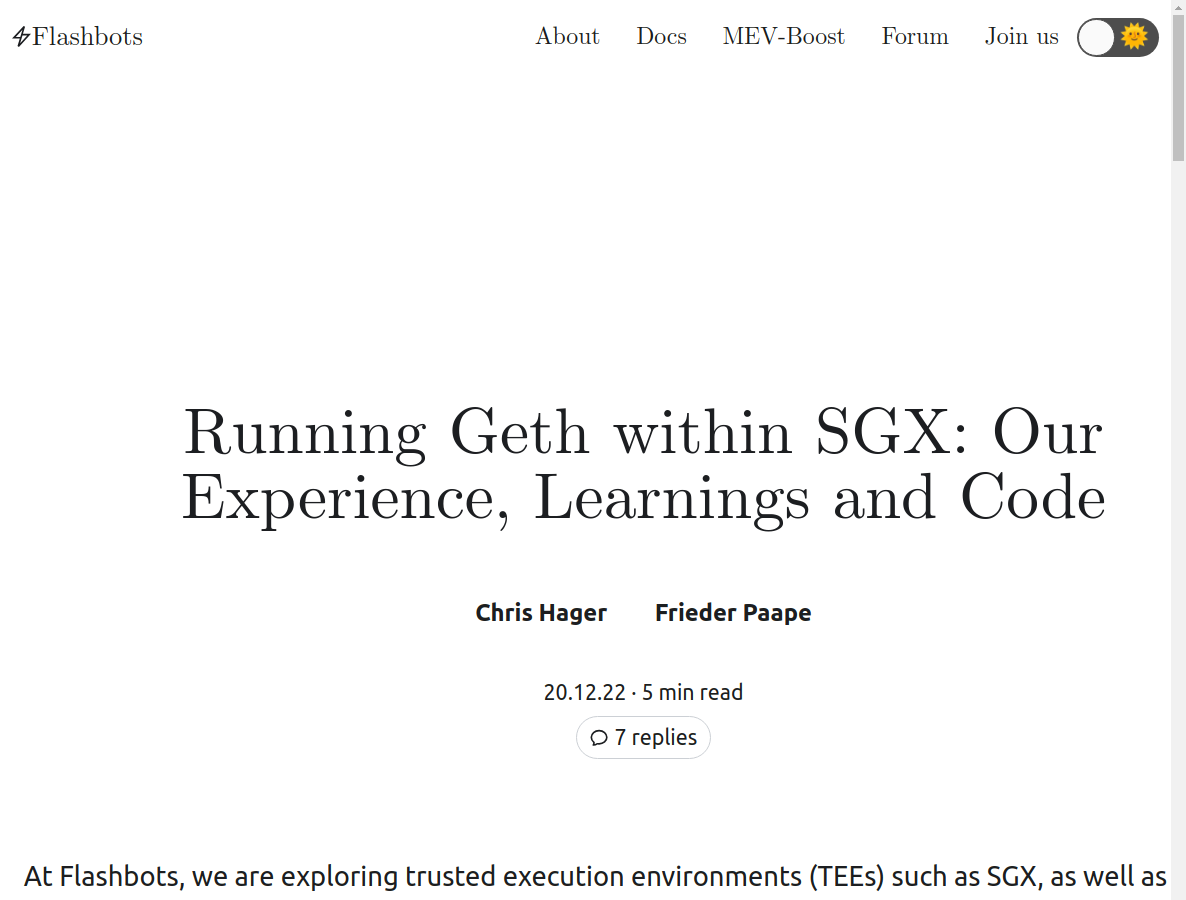 Flashbots
About Docs MEV-Boost Forum Join us
Running Geth within SGX: Our
Experience, Learnings and Code
Chris Hager Frieder Paape
20.12.22 · 5 min read
7 replies
At Flashbots, we are exploring trusted execution environments (TEEs) such as SGX, as well as